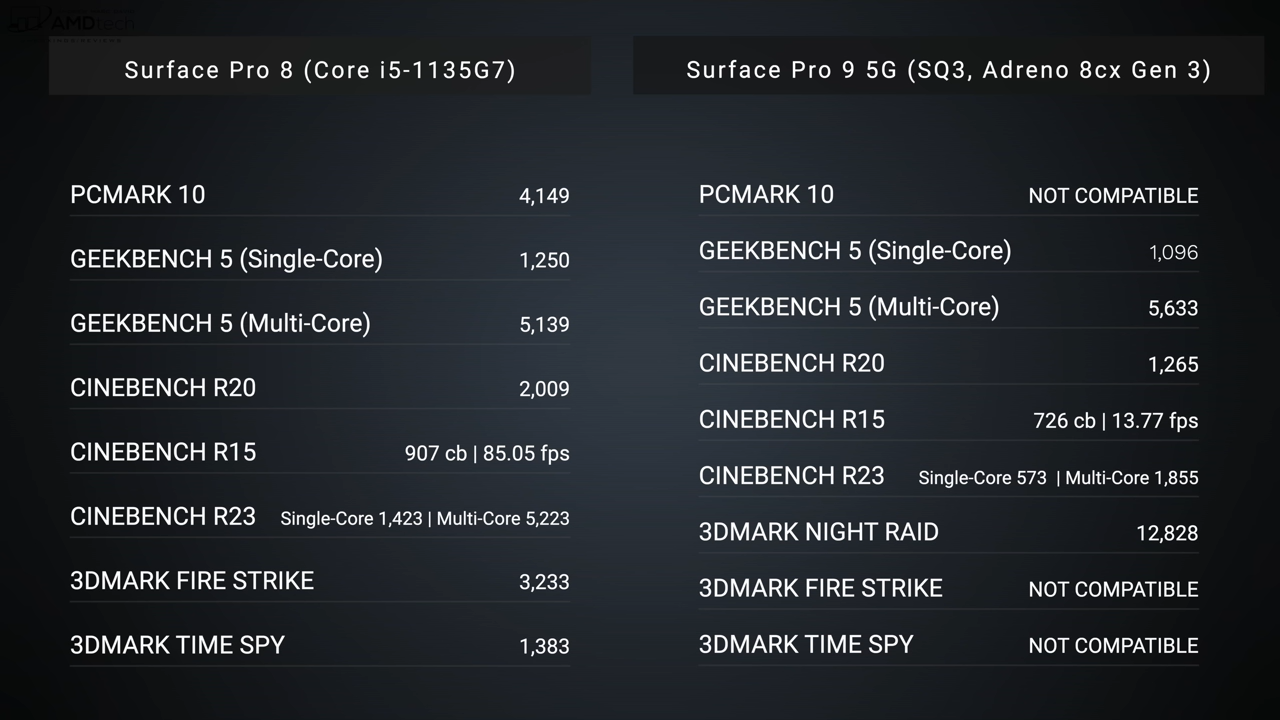 AMDtech
Surface Pro 8 (Core i5-1135G7)
PCMARK 10 4,149
GEEKBENCH 5 (Single-Core) 1,250
GEEKBENCH 5 (Multi-Core) 5,139
CINEBENCH R20 2,009
CINEBENCH R15 907 cb | 85.05 fps
CINEBENCH R23 Single-Core 1,423 | Multi-Core 5,223
3DMARK FIRE STRIKE 3,233
3DMARK TIME SPY 1,383
Surface Pro 9 5G (SQ3, Adreno 8cx Gen 3)
PCMARK 10 NOT COMPATIBLE
GEEKBENCH 5 (Single-Core) 1,096
GEEKBENCH 5 (Multi-Core) 5,633
CINEBENCH R20 1,265
CINEBENCH R15 726 cb | 13.77 fps
CINEBENCH R23 Single-Core 573 | Multi-Core 1,855
3DMARK NIGHT RAID 12,828
3DMARK FIRE STRIKE NOT COMPATIBLE
3DMARK TIME SPY NOT COMPATIBLE